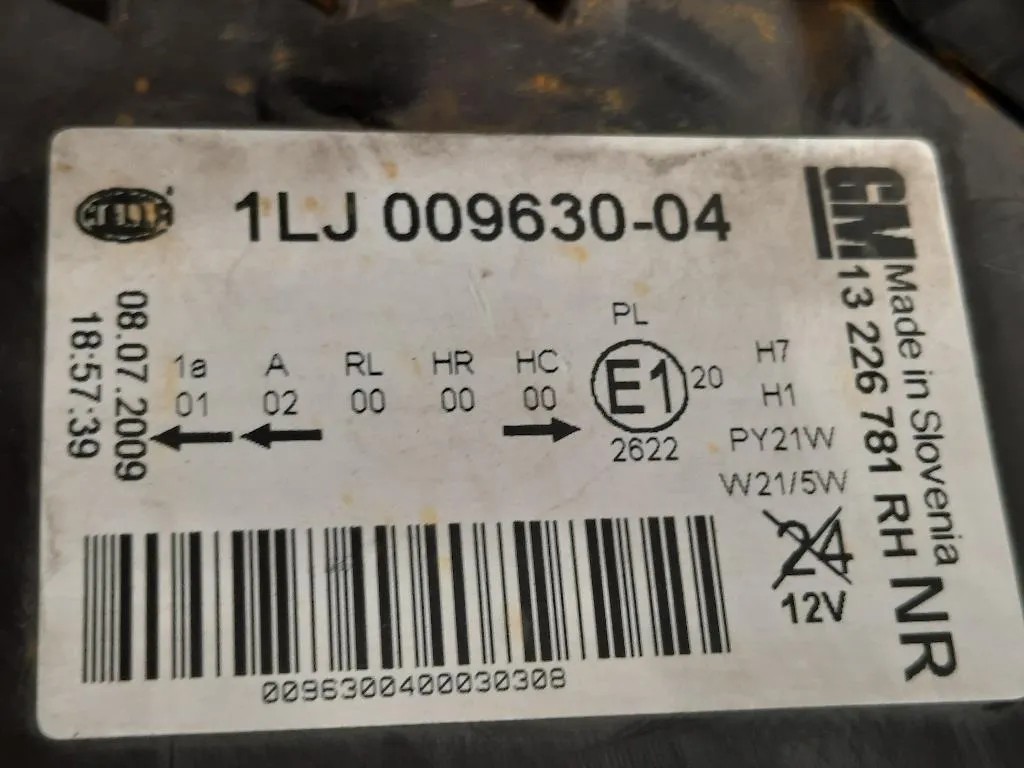 HELLA
1LJ 009630-04
GM
13 226 781 RH NR
Made in Slovenia
08.07.2009
18:57:39
1a A RL HR HC
01 02 00 00 00
PL
E1 20
2622
H7
H1
PY21W
W21/5W
24
12V
0096300400030308